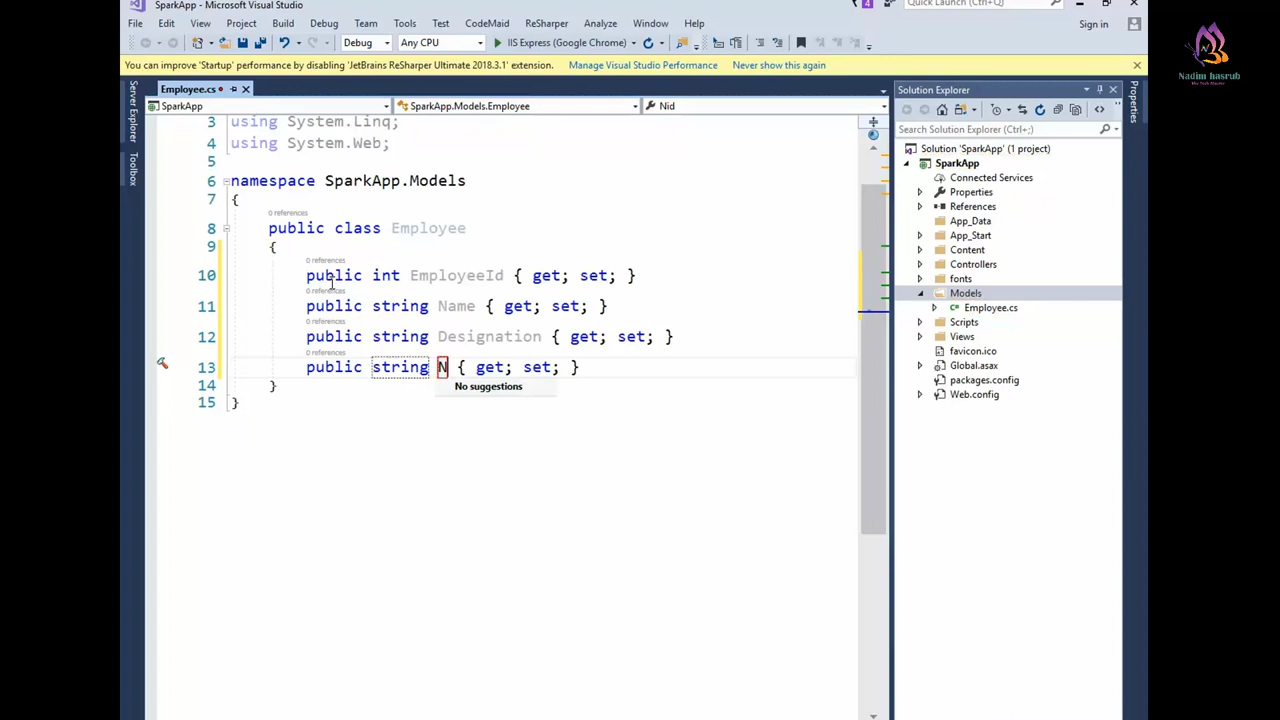 SparkApp - Microsoft Visual Studio
4
Quick Launch (Ctrl+Q)
File Edit View Project Build Debug Team Tools Test CodeMaid ReSharper Analyze Window Help
Sign in
Debug Any CPU IIS Express (Google Chrome)
You can improve 'Startup' performance by disabling 'JetBrains ReSharper Ultimate 2018.3.1' extension. Manage Visual Studio Performance Never show this again
Server Explorer
Toolbox
Employee.cs
SparkApp SparkApp.Models.Employee Nid
3 using System.Linq;
4 using System.Web;
5
6 namespace SparkApp.Models
7 {
0 references
8 public class Employee
9 {
0 references
10 public int EmployeeId { get; set; }
0 references
11 public string Name { get; set; }
0 references
12 public string Designation { get; set; }
0 references
13 public string N { get; set; }
No suggestions
14 }
15 }
Solution Explorer
Search Solution Explorer (Ctrl+;)
Solution 'SparkApp' (1 project)
SparkApp
Connected Services
Properties
References
App_Data
App_Start
Content
Controllers
fonts
Models
Employee.cs
Scripts
Views
favicon.ico
Global.asax
packages.config
Web.config
Properties
Nadim hasrub